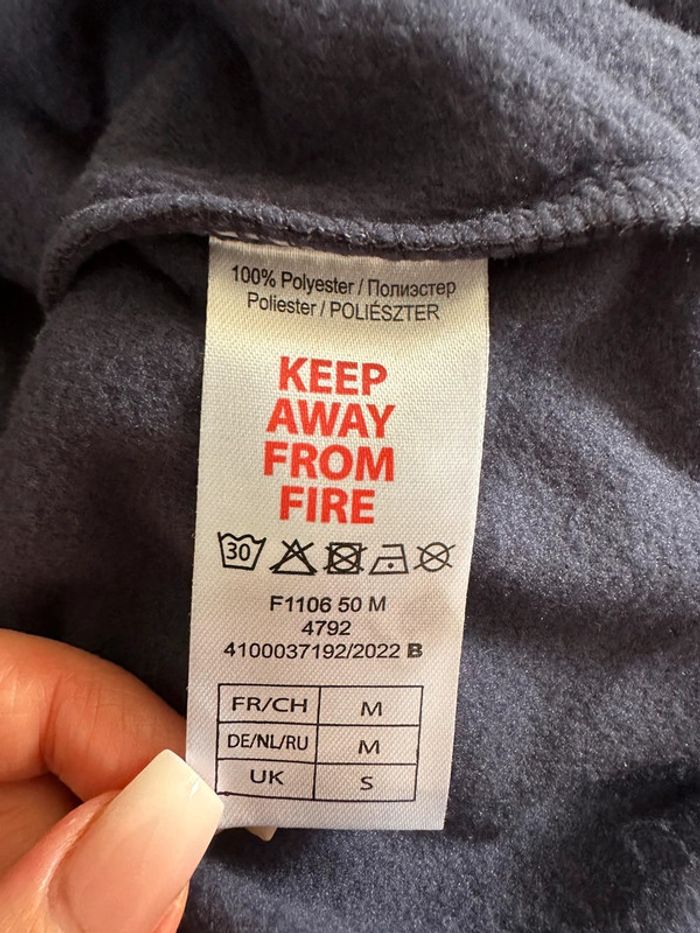 100% Polyester / Полиэстер
Poliester / POLIÉSZTER
KEEP
AWAY
FROM
FIRE
30
F1106 50 M
4792
4100037192/2022 B
FR/CH M
DE/NL/RU M
UK S